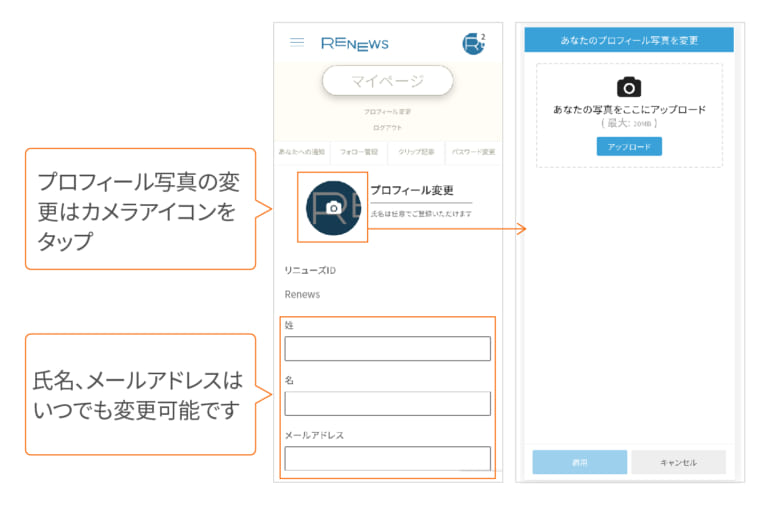 プロフィール写真の変
更はカメラアイコンを
タップ
氏名、メールアドレスは
いつでも変更可能です
RENEWS
2
マイページ
プロフィール変更
ログアウト
あなたへの通知 フォロー管理 クリップ記事 パスワード変更
プロフィール変更
氏名は任意でご登録いただけます
リニューズID
Renews
姓
名
メールアドレス
あなたのプロフィール写真を変更
あなたの写真をここにアップロード
( 最大: 20MB )
アップロード
適用 キャンセル